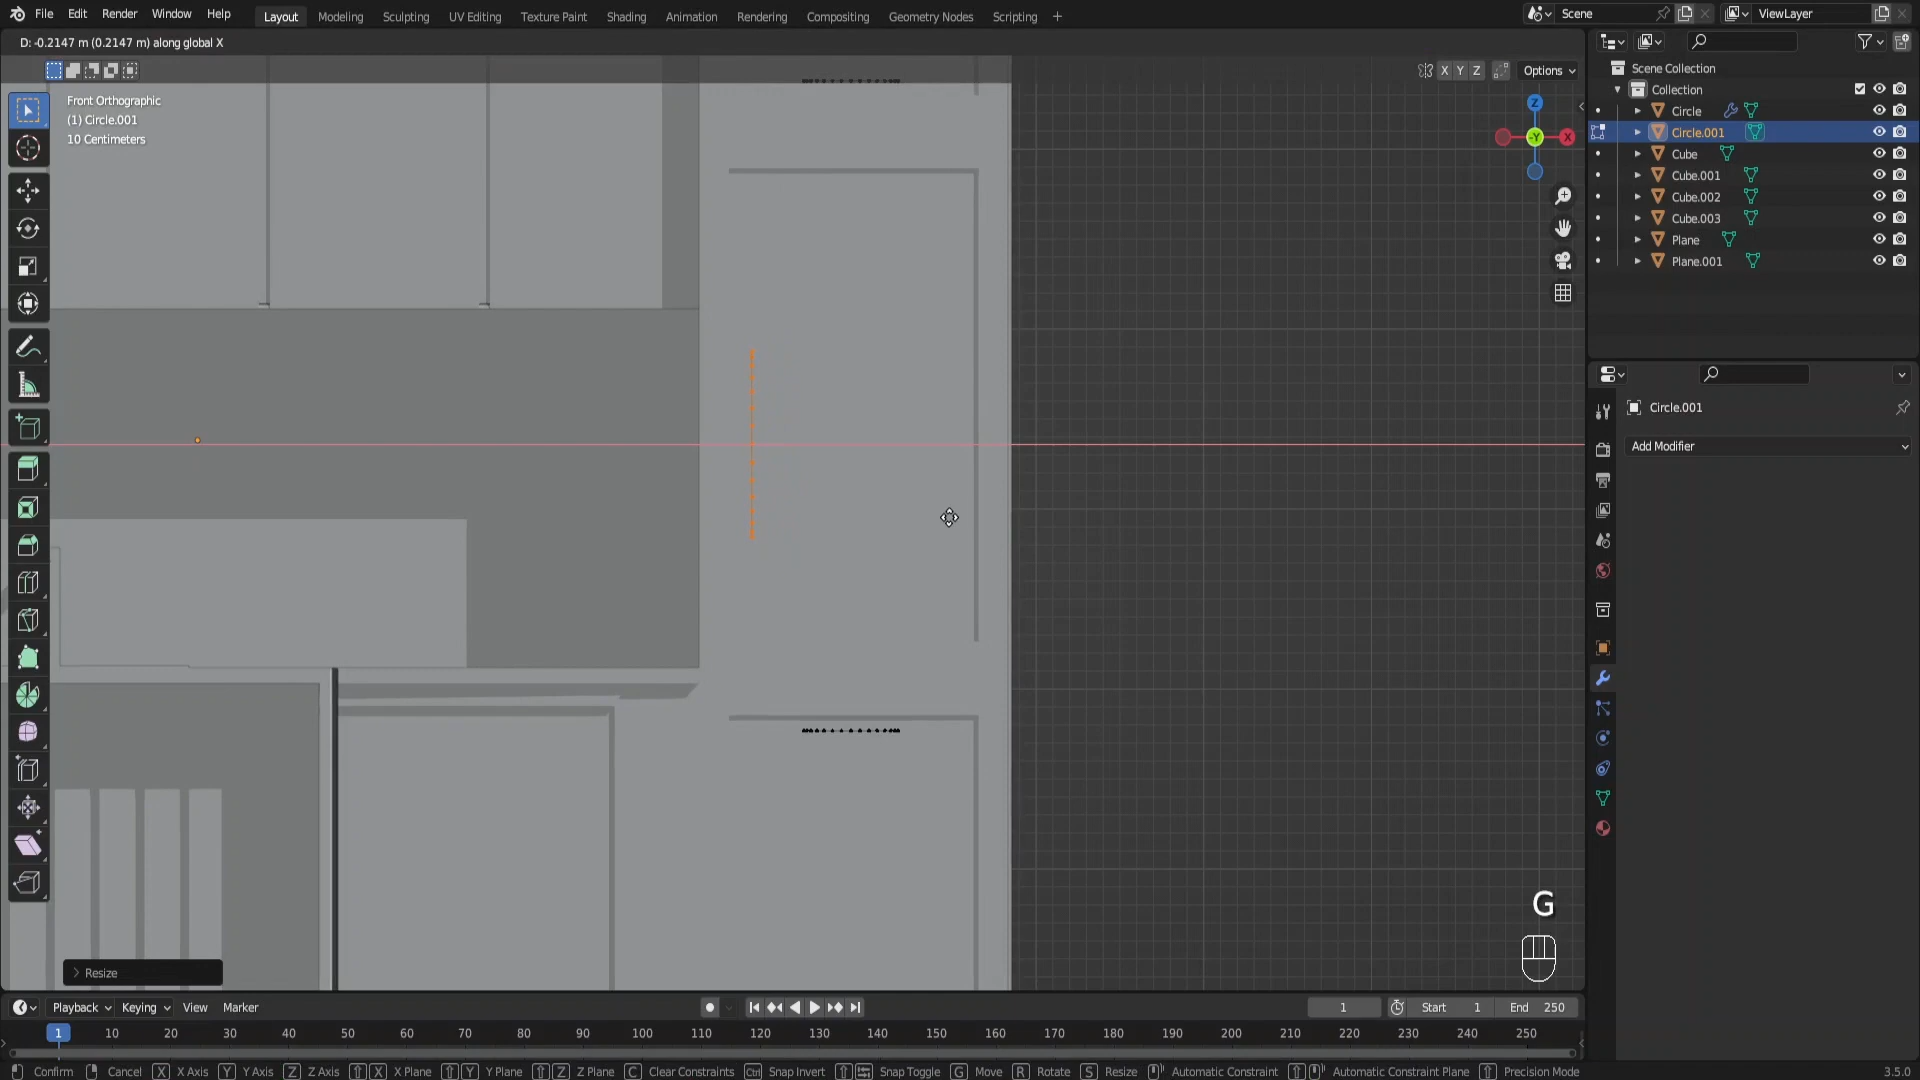 File Edit Render Window Help Layout Modeling Sculpting UV Editing Texture Paint Shading Animation Rendering Compositing Geometry Nodes Scripting + Scene ViewLayer
D: -0.2147 m (0.2147 m) along global X
X Y Z Options
Front Orthographic
(1) Circle.001
10 Centimeters
Z
-Y
X
Scene Collection
Collection
Circle
Circle.001
Cube
Cube.001
Cube.002
Cube.003
Plane
Plane.001
Circle.001
Add Modifier
G
Resize
Playback Keying View Marker 1 Start 1 End 250
1 10 20 30 40 50 60 70 80 90 100 110 120 130 140 150 160 170 180 190 200 210 220 230 240 250
Confirm Cancel X X Axis Y Y Axis Z Z Axis X X Plane Y Y Plane Z Z Plane C Clear Constraints Ctrl Snap Invert Snap Toggle G Move R Rotate S Resize Automatic Constraint Automatic Constraint Plane Precision Mode 3.5.0